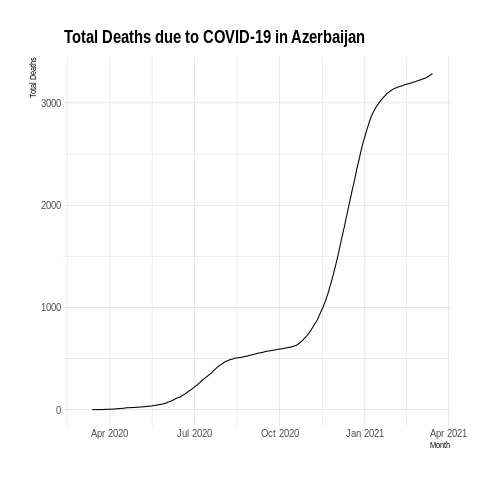 Total Deaths due to COVID-19 in Azerbaijan
Total Deaths
3000
2000
1000
0
Apr 2020 Jul 2020 Oct 2020 Jan 2021 Apr 2021
Month